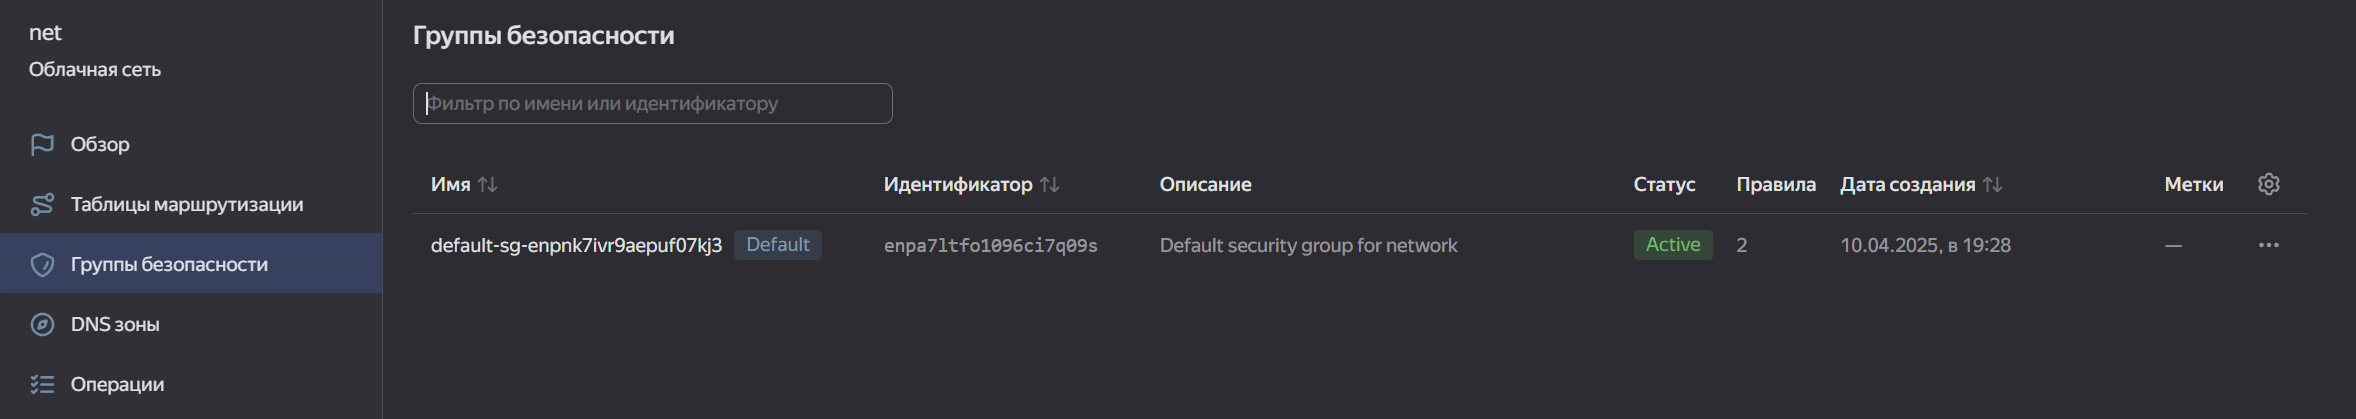 net
Облачная сеть
Обзор
Таблицы маршрутизации
Группы безопасности
DNS зоны
Операции
Группы безопасности
Фильтр по имени или идентификатору
Имя Идентификатор Описание Статус Правила Дата создания Метки
default-sg-enpnk7ivr9aepuf07kj3 Default enpa7ltfo1096ci7q09s Default security group for network Active 2 10.04.2025, в 19:28 —